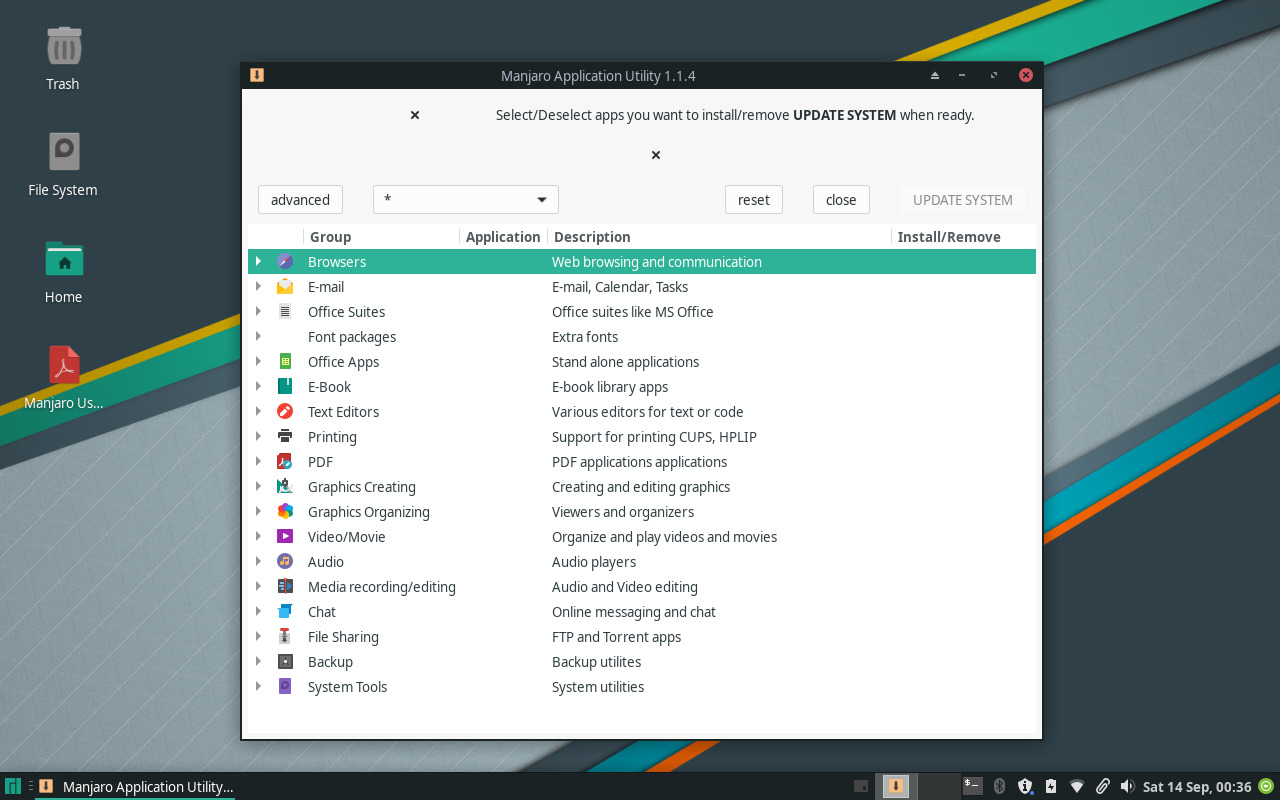 Trash
File System
Home
Manjaro Us...
Manjaro Application Utility 1.1.4
Select/Deselect apps you want to install/remove UPDATE SYSTEM when ready.
advanced * reset close UPDATE SYSTEM
Group Application Description Install/Remove
Browsers Web browsing and communication
E-mail E-mail, Calendar, Tasks
Office Suites Office suites like MS Office
Font packages Extra fonts
Office Apps Stand alone applications
E-Book E-book library apps
Text Editors Various editors for text or code
Printing Support for printing CUPS, HPLIP
PDF PDF applications applications
Graphics Creating Creating and editing graphics
Graphics Organizing Viewers and organizers
Video/Movie Organize and play videos and movies
Audio Audio players
Media recording/editing Audio and Video editing
Chat Online messaging and chat
File Sharing FTP and Torrent apps
Backup Backup utilites
System Tools System utilities
Manjaro Application Utility... Sat 14 Sep, 00:36